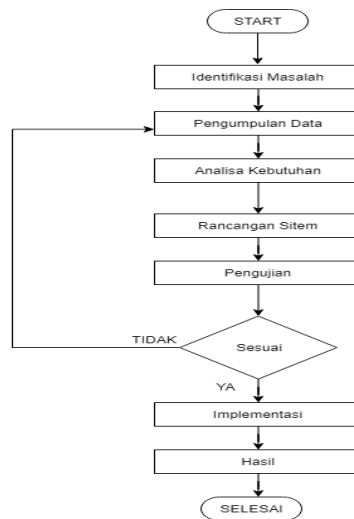 START
Identifikasi Masalah
Pengumpulan Data
Analisa Kebutuhan
Rancangan Sitem
Pengujian
TIDAK
Sesuai
YA
Implementasi
Hasil
SELESAI